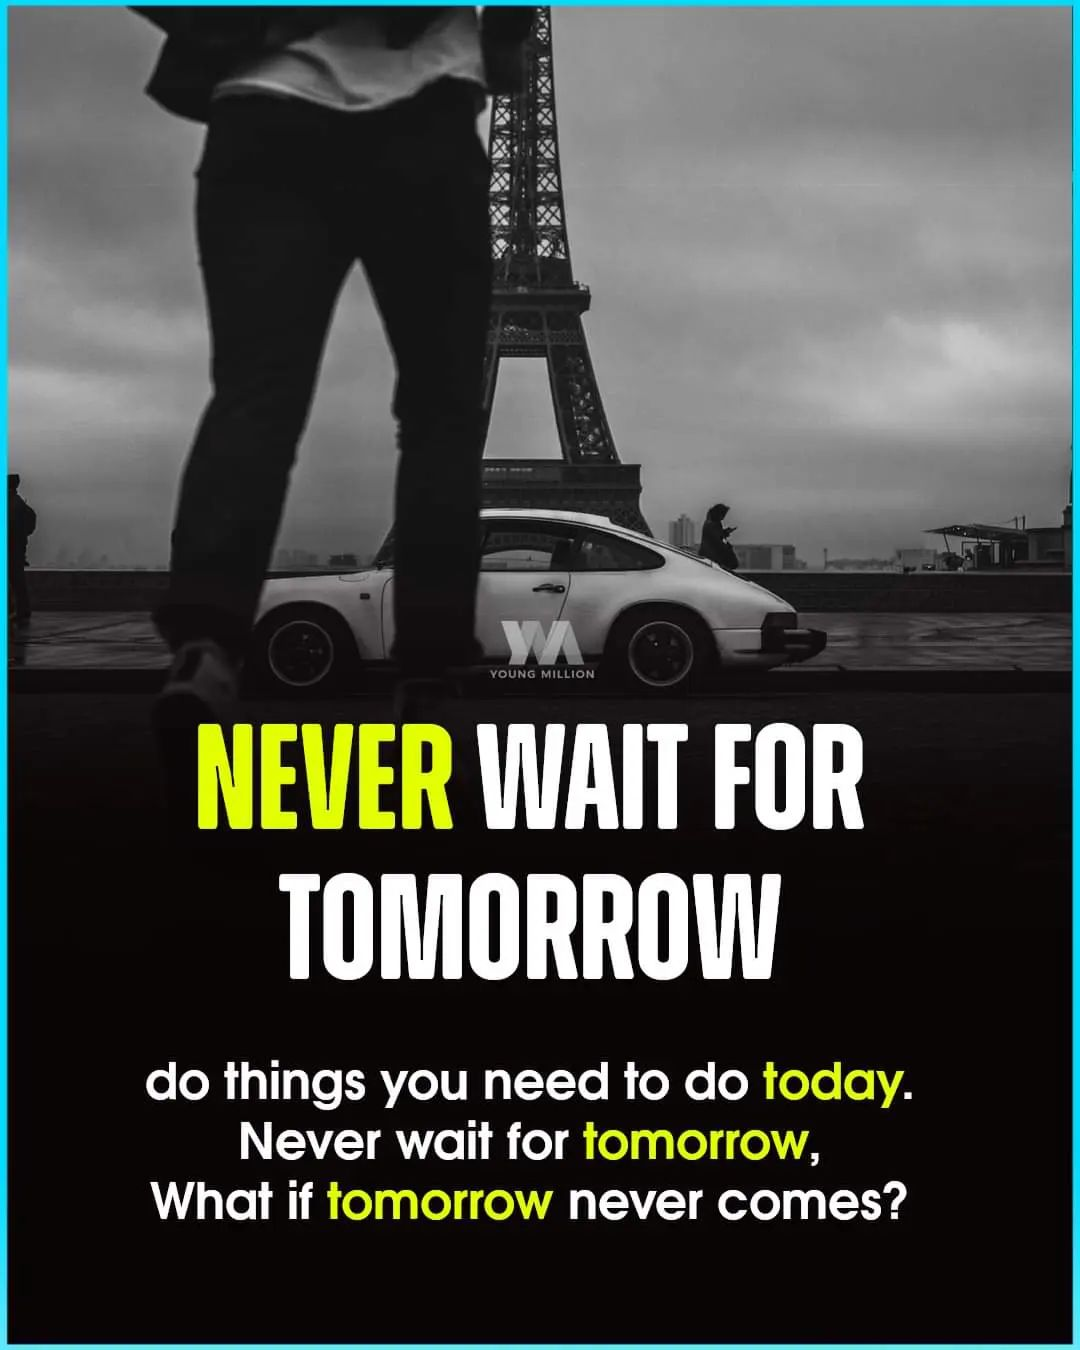 YM
YOUNG MILLION
NEVER WAIT FOR
TOMORROW
do things you need to do today.
Never wait for tomorrow,
What if tomorrow never comes?